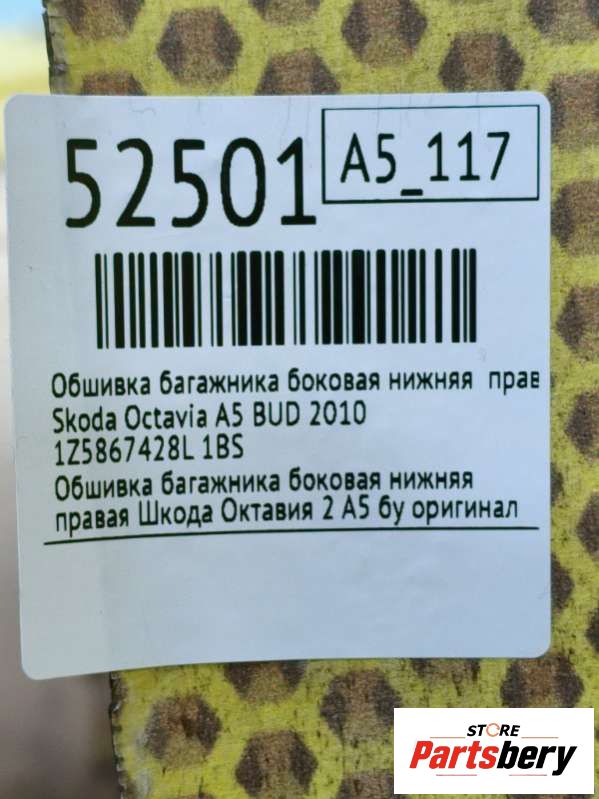 52501
A5_117
Обшивка багажника боковая нижняя прав
Skoda Octavia A5 BUD 2010
1Z5867428L 1BS
Обшивка багажника боковая нижняя
правая Шкода Октавия 2 А5 бу оригинал
STORE
Partsbery